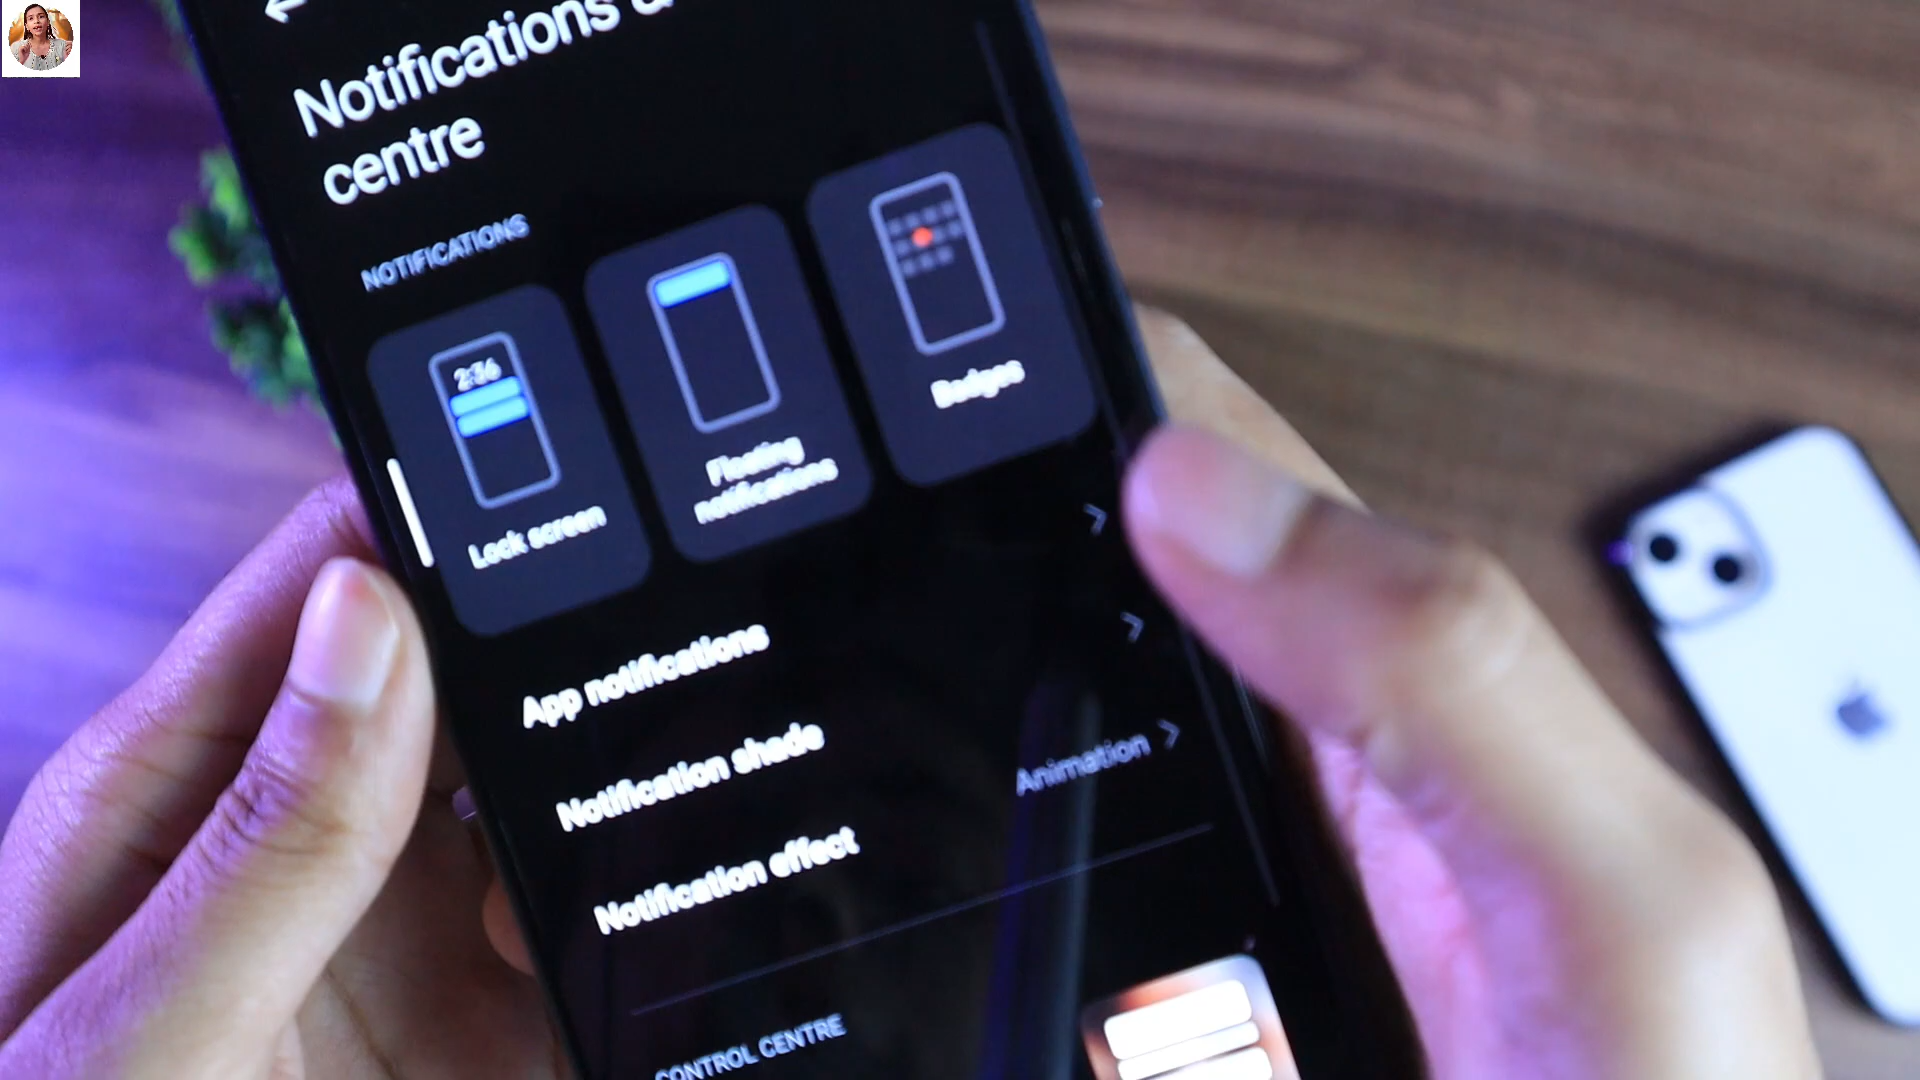 Notifications &
centre
NOTIFICATIONS
2:36
Lock screen
Floating
notifications
Badges
App notifications
Notification shade
Notification effect
Animation
CONTROL CENTRE